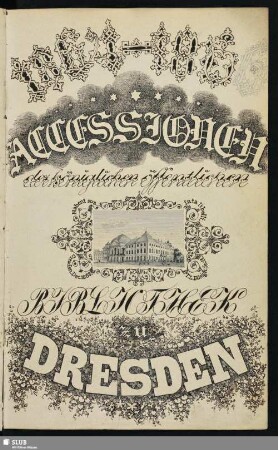 ACCESSIONEN
der königlichen öffentlichen
BIBLIOTHEK
zu
DRESDEN
SLUB